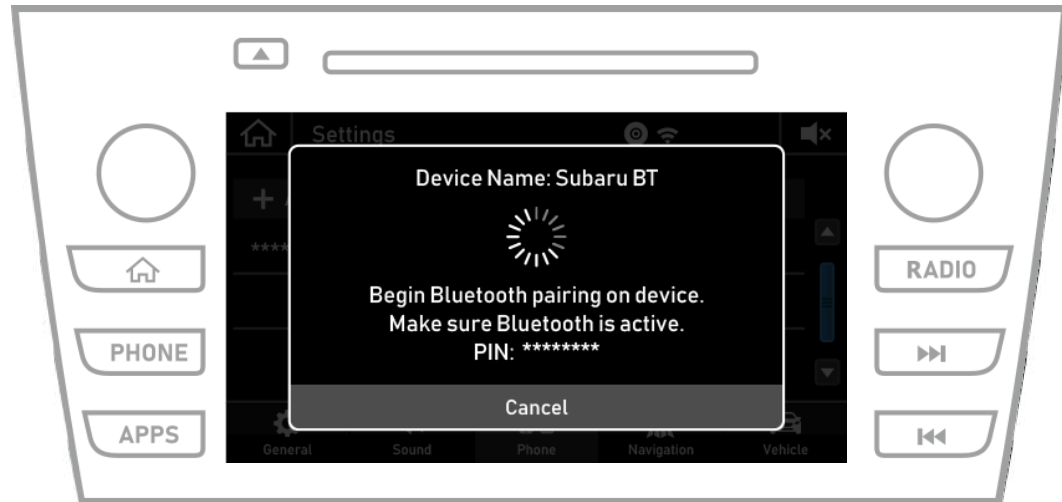 Settings
Device Name: Subaru BT
+ A
****
Begin Bluetooth pairing on device.
Make sure Bluetooth is active.
PIN: ********
Cancel
General Sound Phone Navigation Vehicle
RADIO
PHONE
APPS